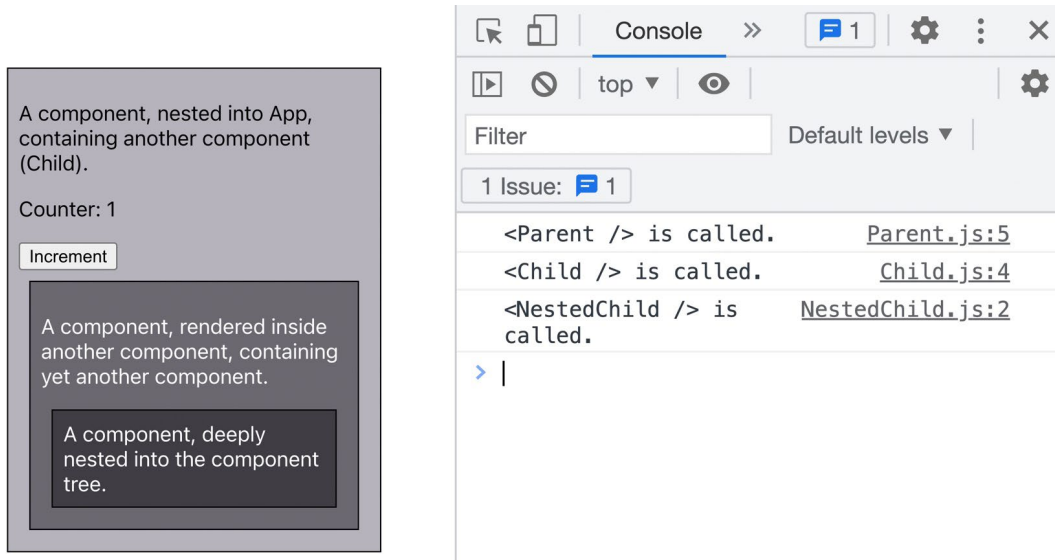 A component, nested into App,
containing another component
(Child).
Counter: 1
Increment
A component, rendered inside
another component, containing
yet another component.
A component, deeply
nested into the component
tree.
Console » 1
top ▼
Filter Default levels ▼
1 Issue: 1
<Parent /> is called. Parent.js:5
<Child /> is called. Child.js:4
<NestedChild /> is NestedChild.js:2
called.
>